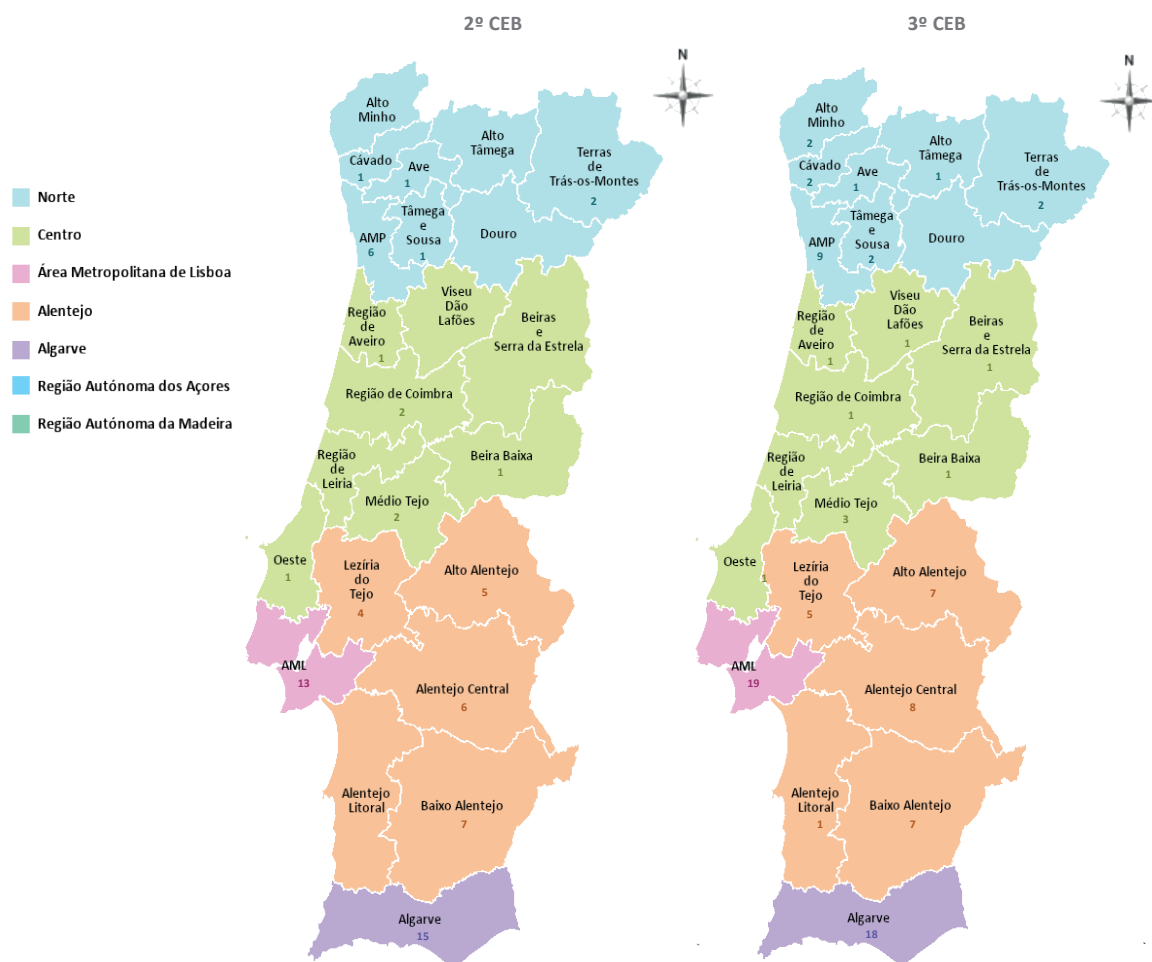 2º CEB
3º CEB
Norte
Centro
Área Metropolitana de Lisboa
Alentejo
Algarve
Região Autónoma dos Açores
Região Autónoma da Madeira
N
Alto
Minho
Alto
Tâmega
Terras
de
Trás-os-Montes
2
Cávado
1
Ave
1
Tâmega
e
Sousa
1
AMP
6
Douro
Região
de
Aveiro
1
Viseu
Dão
Lafões
Beiras
e
Serra da Estrela
Região de Coimbra
2
Região
de
Leiria
Beira Baixa
1
Médio Tejo
2
Oeste
1
Lezíria
do
Tejo
4
Alto Alentejo
5
AML
13
Alentejo Central
6
Alentejo
Litoral
Baixo Alentejo
7
Algarve
15
N
Alto
Minho
2
Alto
Tâmega
1
Terras
de
Trás-os-Montes
2
Cávado
2
Ave
1
Tâmega
e
Sousa
2
AMP
9
Douro
Região
de
Aveiro
1
Viseu
Dão
Lafões
1
Beiras
e
Serra da Estrela
1
Região de Coimbra
1
Região
de
Leiria
Beira Baixa
1
Médio Tejo
3
Oeste
1
Lezíria
do
Tejo
5
Alto Alentejo
7
AML
19
Alentejo Central
8
Alentejo
Litoral
1
Baixo Alentejo
7
Algarve
18